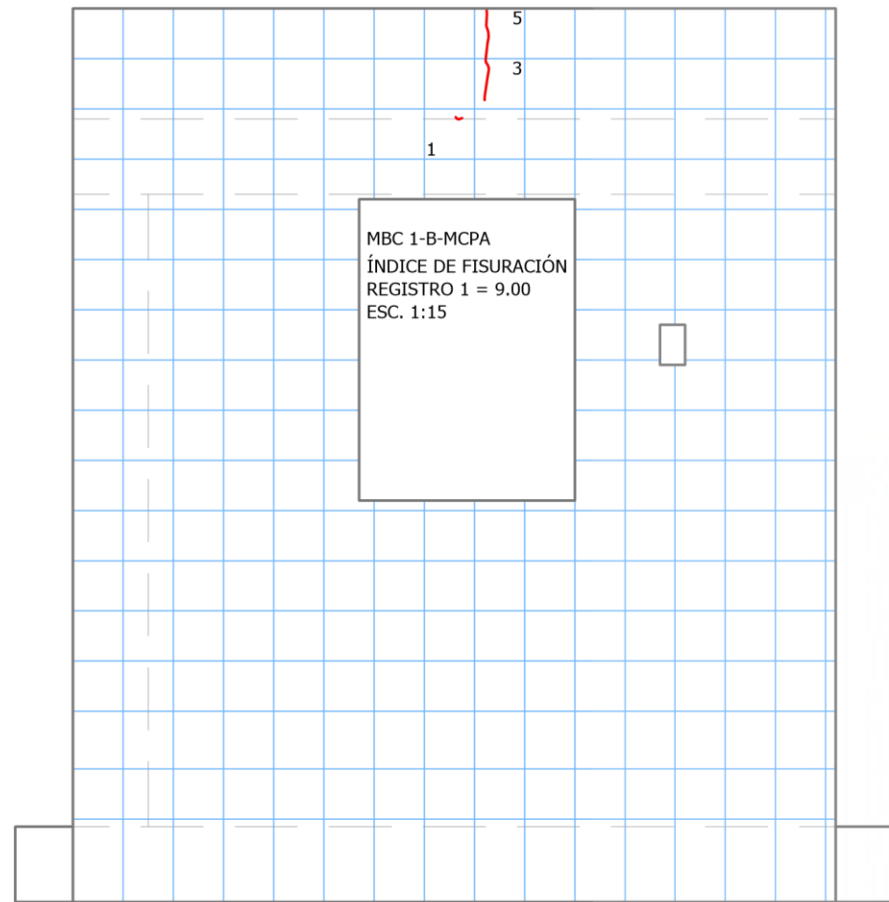 5
3
1
MBC 1-B-MCPA
ÍNDICE DE FISURACIÓN
REGISTRO 1 = 9.00
ESC. 1:15